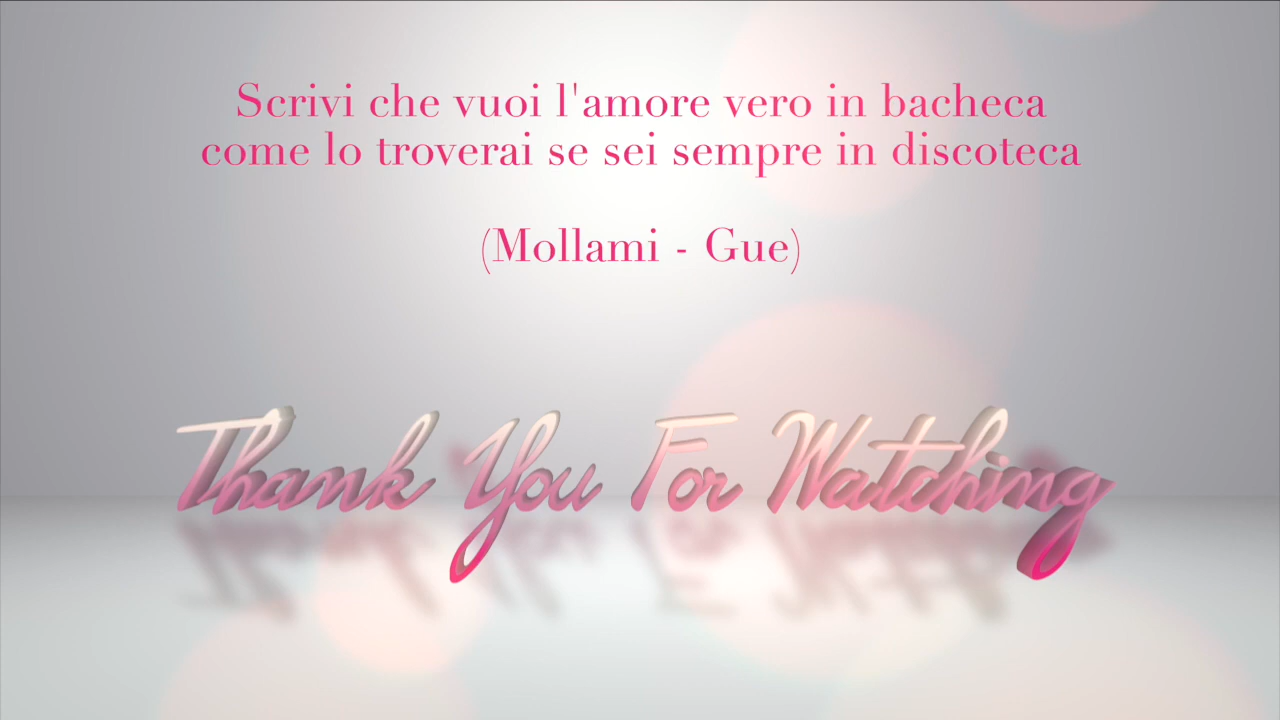 Scrivi che vuoi l'amore vero in bacheca
come lo troverai se sei sempre in discoteca
(Mollami - Gue)
Thank You For Watching